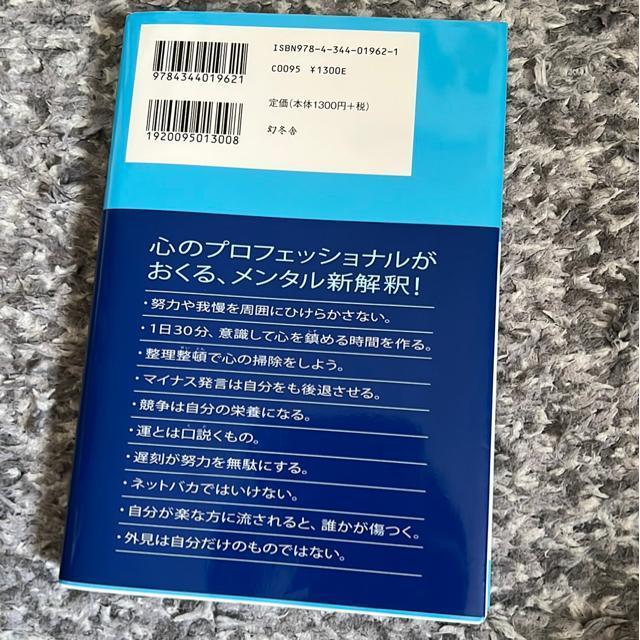 ISBN978-4-344-01962-1
9784344019621
C0095 ¥1300E
定価(本体1300円+税)
1920095013008
幻冬舎
心のプロフェッショナルが
おくる、メンタル新解釈!
・努力や我慢を周囲にひけらかさない。
・1日30分、意識して心を鎮める時間を作る。
・整理整頓で心の掃除をしよう。
・マイナス発言は自分をも後退させる。
・競争は自分の栄養になる。
・運とは口説くもの。
・遅刻が努力を無駄にする。
・ネットバカではいけない。
・自分が楽な方に流されると、誰かが傷つく。
・外見は自分だけのものではない。